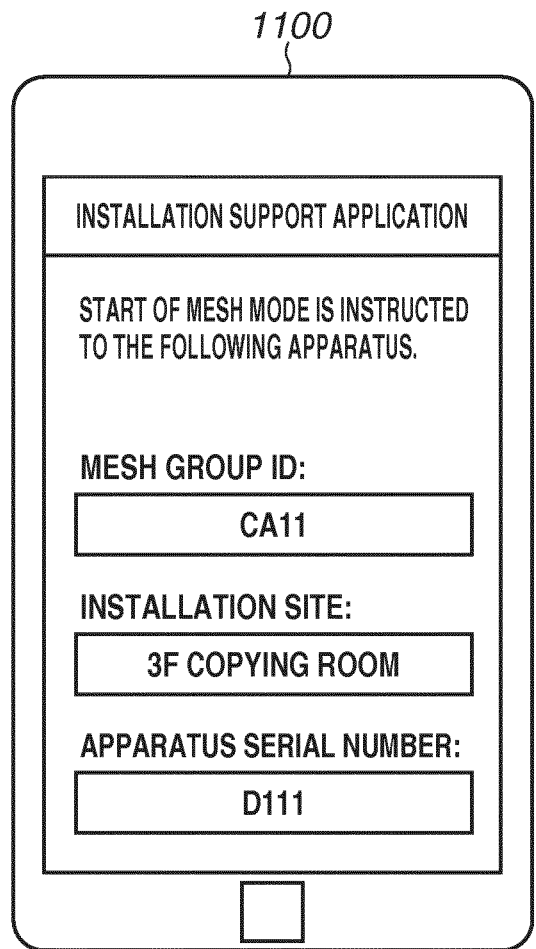 1100
INSTALLATION SUPPORT APPLICATION
START OF MESH MODE IS INSTRUCTED
TO THE FOLLOWING APPARATUS.
MESH GROUP ID:
CA11
INSTALLATION SITE:
3F COPYING ROOM
APPARATUS SERIAL NUMBER:
D111